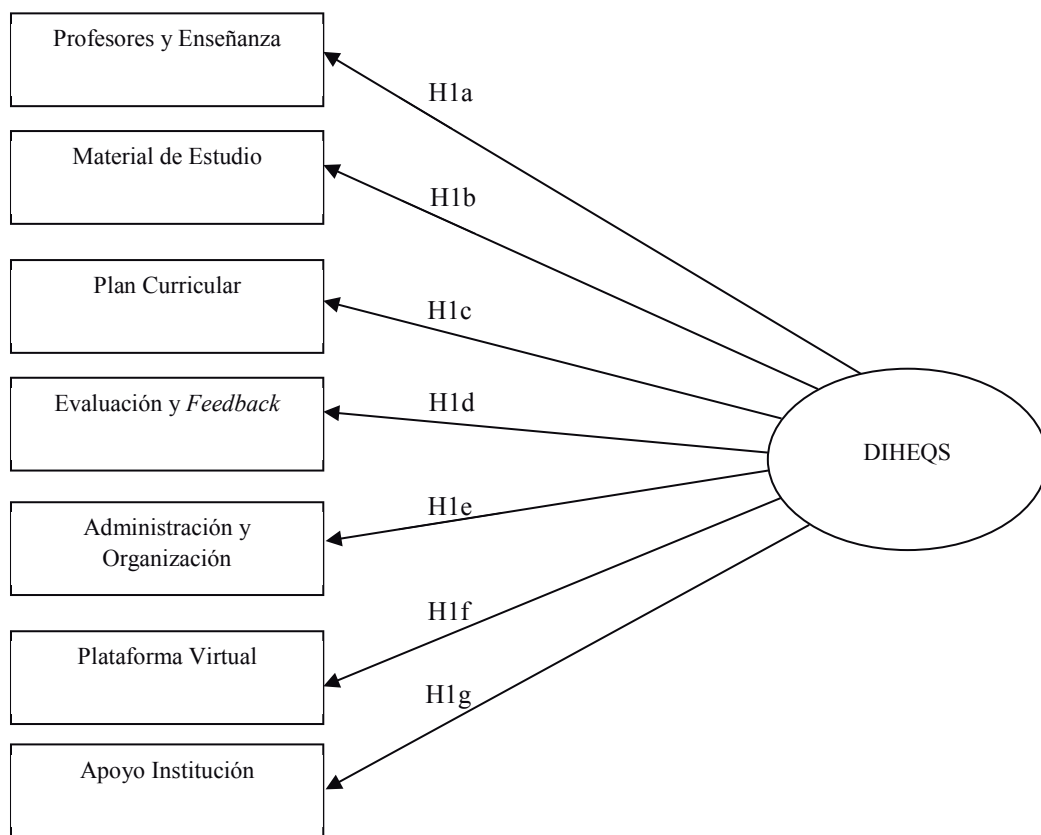 Profesores y Enseñanza
H1a
Material de Estudio
H1b
Plan Curricular
H1c
Evaluación y Feedback
H1d
DIHEQS
Administración y
Organización
H1e
Plataforma Virtual
H1f
Apoyo Institución
H1g